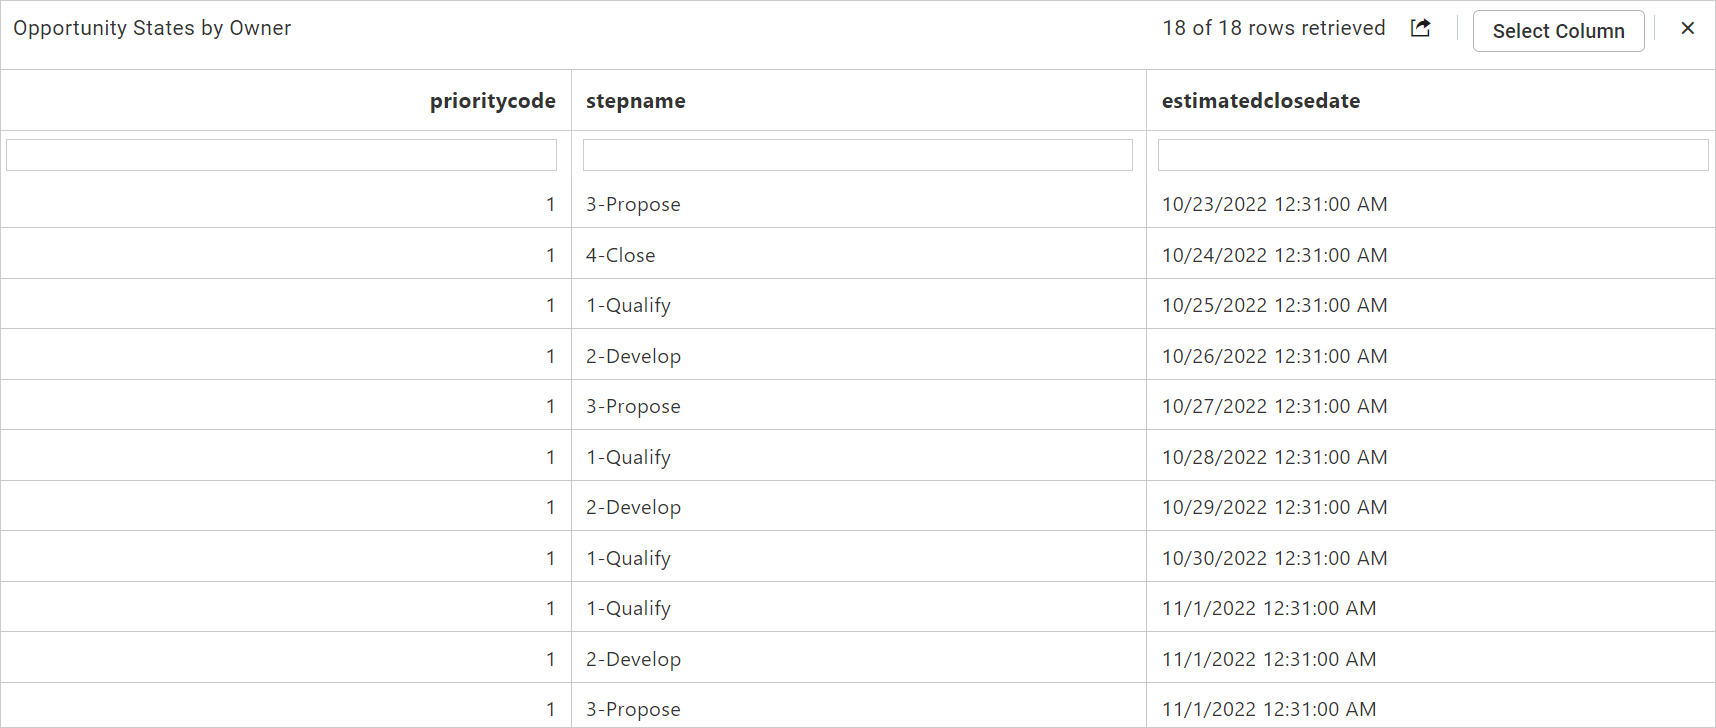 Opportunity States by Owner 18 of 18 rows retrieved Select Column
prioritycode stepname estimatedclosedate
1 3-Propose 10/23/2022 12:31:00 AM
1 4-Close 10/24/2022 12:31:00 AM
1 1-Qualify 10/25/2022 12:31:00 AM
1 2-Develop 10/26/2022 12:31:00 AM
1 3-Propose 10/27/2022 12:31:00 AM
1 1-Qualify 10/28/2022 12:31:00 AM
1 2-Develop 10/29/2022 12:31:00 AM
1 1-Qualify 10/30/2022 12:31:00 AM
1 1-Qualify 11/1/2022 12:31:00 AM
1 2-Develop 11/1/2022 12:31:00 AM
1 3-Propose 11/1/2022 12:31:00 AM